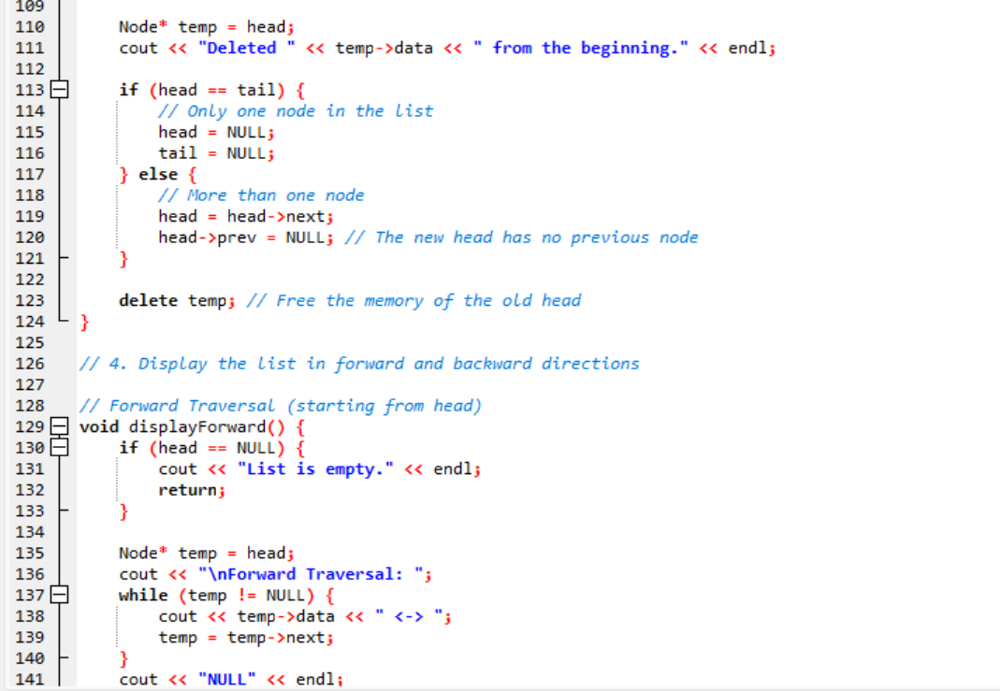 109
110 Node* temp = head;
111 cout << "Deleted " << temp->data << " from the beginning." << endl;
112
113 if (head == tail) {
114 // Only one node in the list
115 head = NULL;
116 tail = NULL;
117 } else {
118 // More than one node
119 head = head->next;
120 head->prev = NULL; // The new head has no previous node
121 }
122
123 delete temp; // Free the memory of the old head
124 }
125
126 // 4. Display the list in forward and backward directions
127
128 // Forward Traversal (starting from head)
129 void displayForward() {
130 if (head == NULL) {
131 cout << "List is empty." << endl;
132 return;
133 }
134
135 Node* temp = head;
136 cout << "\nForward Traversal: ";
137 while (temp != NULL) {
138 cout << temp->data << " <-> ";
139 temp = temp->next;
140 }
141 cout << "NULL" << endl;